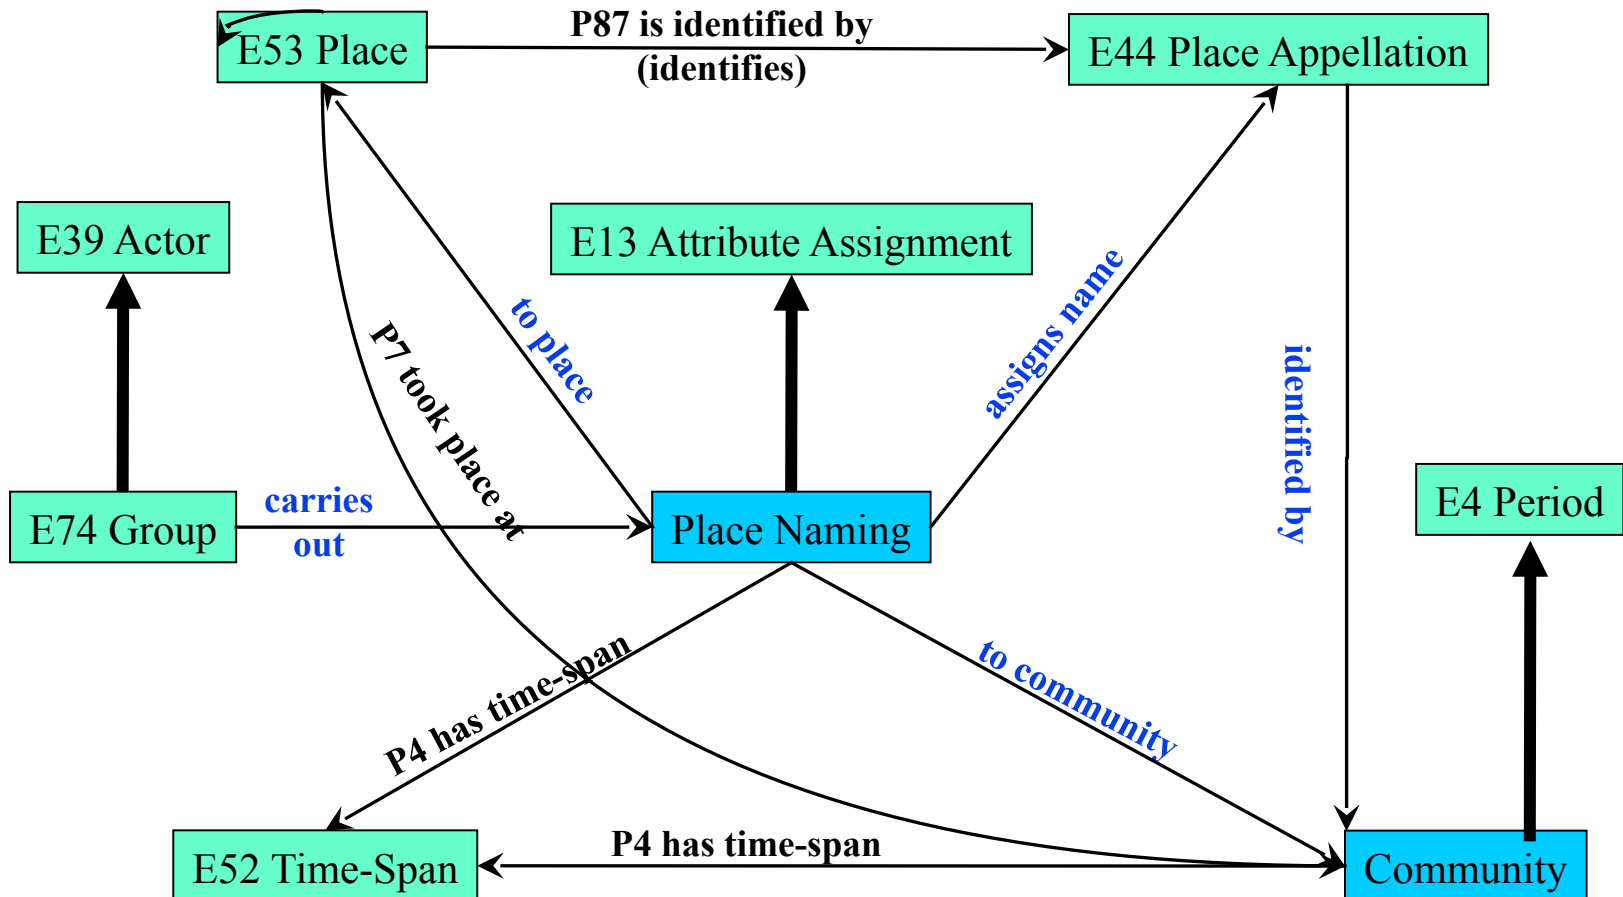 E53 Place
P87 is identified by
(identifies)
E44 Place Appellation
E39 Actor
E13 Attribute Assignment
to place
assigns name
P7 took place at
identified by
E74 Group
carries
out
Place Naming
E4 Period
P4 has time-span
to community
E52 Time-Span
P4 has time-span
Community